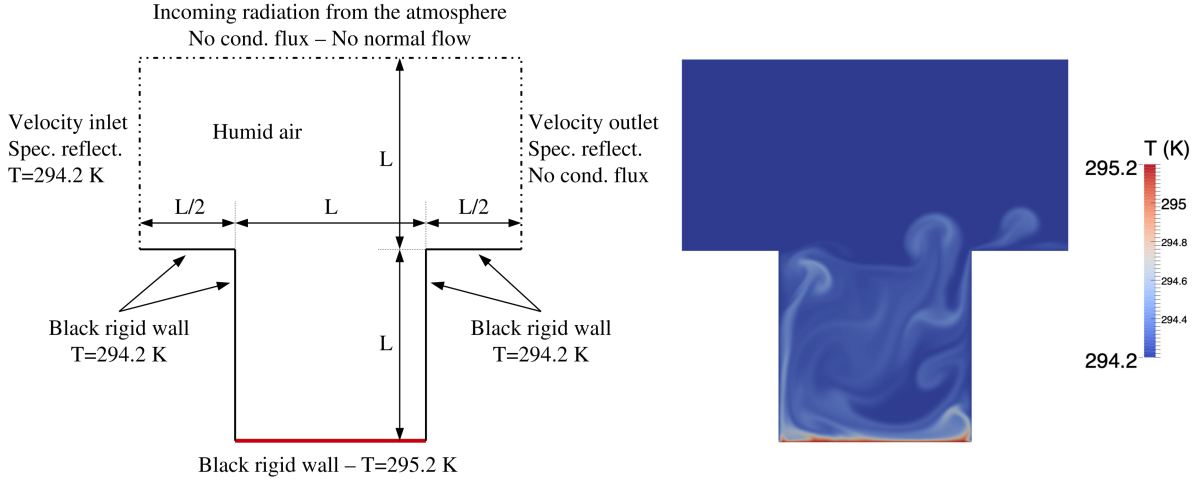 Incoming radiation from the atmosphere
No cond. flux – No normal flow
Velocity inlet
Spec. reflect.
T=294.2 K
Humid air
Velocity outlet
Spec. reflect.
No cond. flux
L
L/2
L
L/2
Black rigid wall
T=294.2 K
L
Black rigid wall
T=294.2 K
Black rigid wall – T=295.2 K
T (K)
295.2
295
294.8
294.6
294.4
294.2